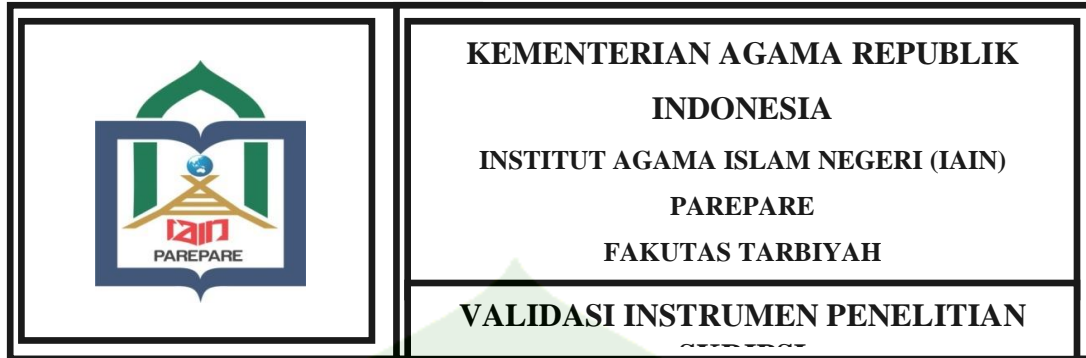 iain
PAREPARE
KEMENTERIAN AGAMA REPUBLIK
INDONESIA
INSTITUT AGAMA ISLAM NEGERI (IAIN)
PAREPARE
FAKUTAS TARBIYAH
VALIDASI INSTRUMEN PENELITIAN